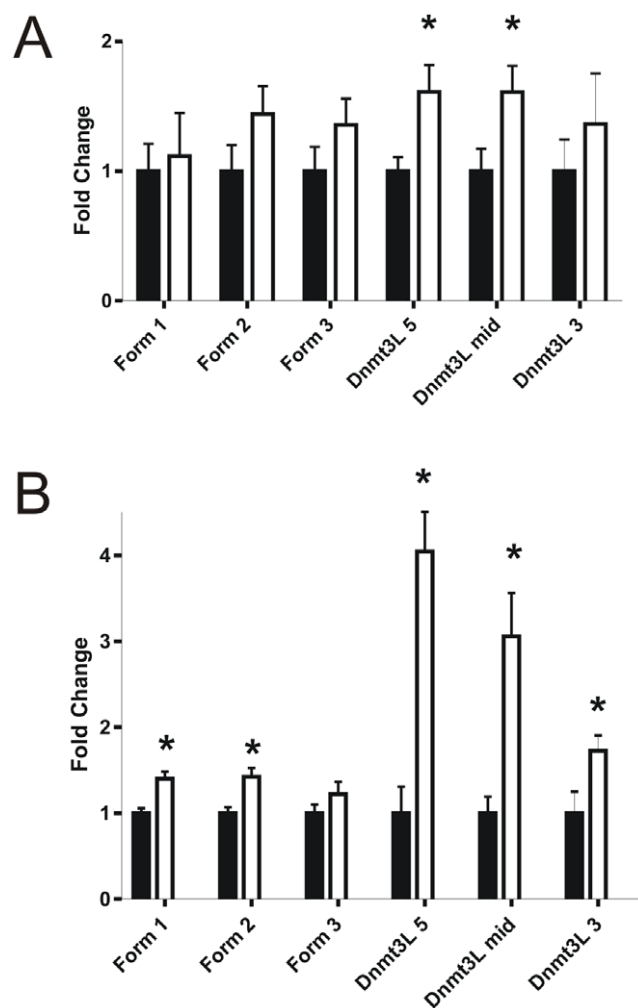 A
Fold Change
2
1
0
* *
Form 1
Form 2
Form 3
Dnmt3L 5
Dnmt3L mid
Dnmt3L 3
B
Fold Change
4
3
2
1
0
* * * * *
Form 1
Form 2
Form 3
Dnmt3L 5
Dnmt3L mid
Dnmt3L 3